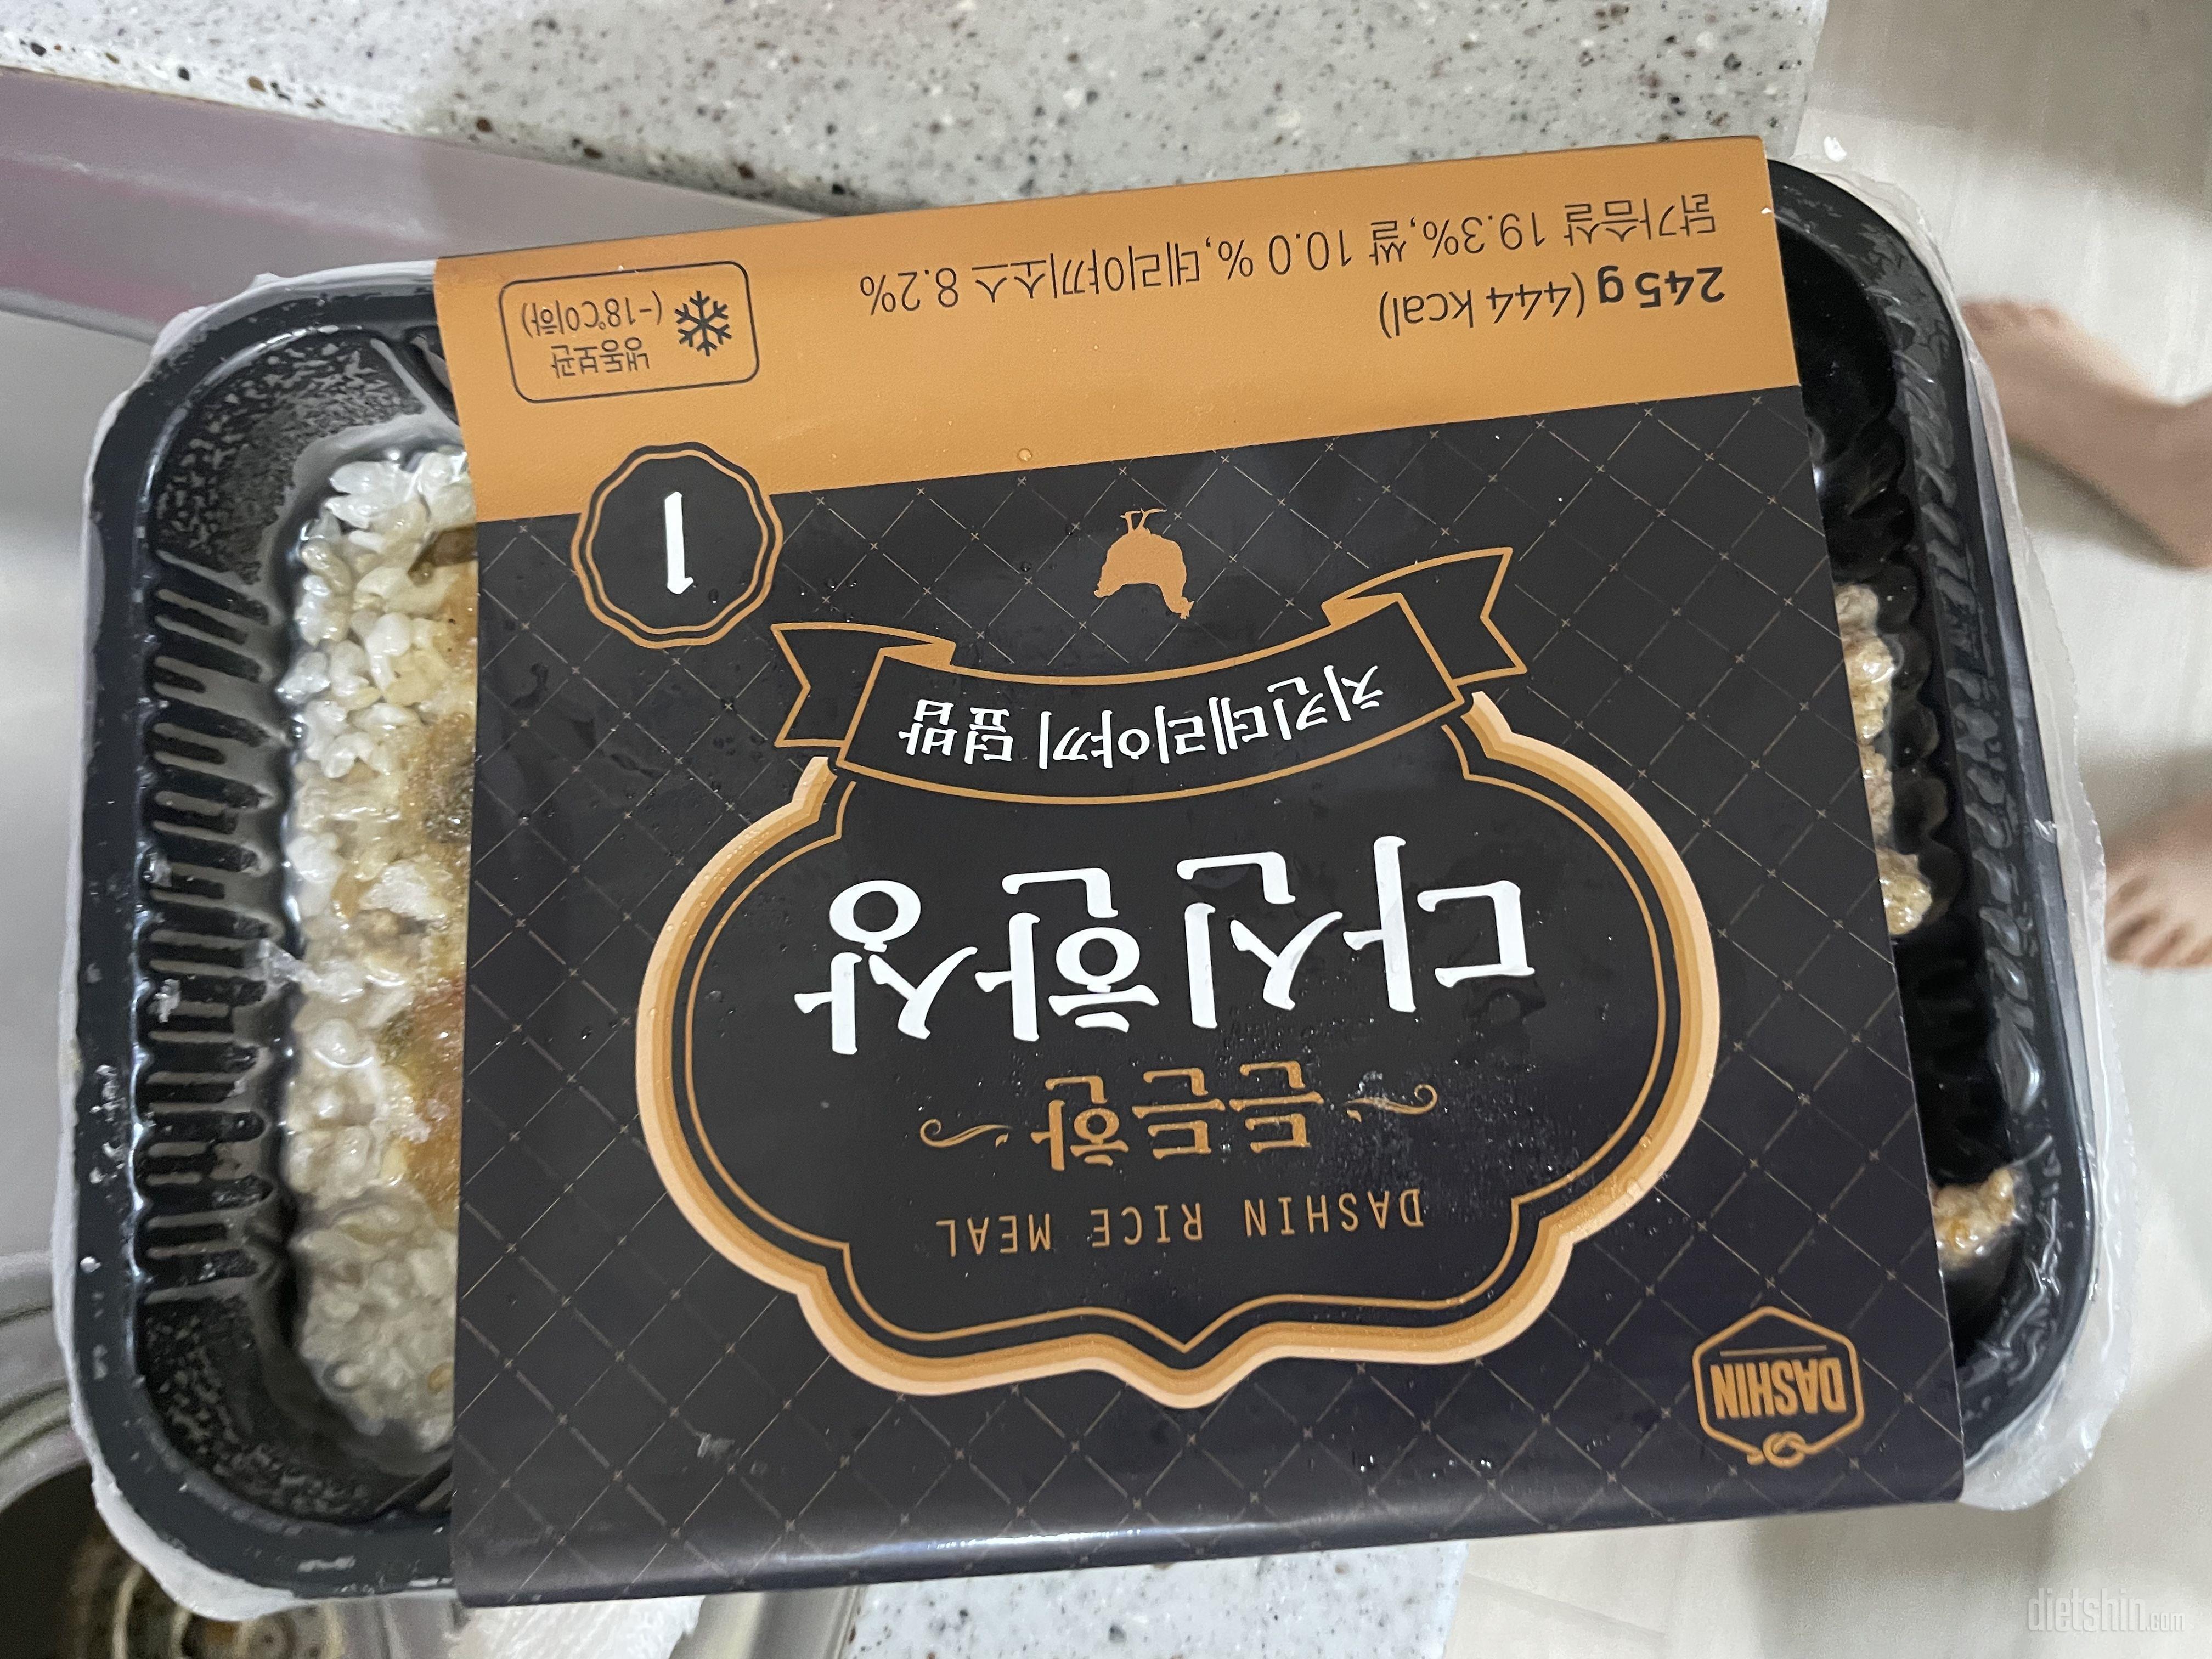 DASHIN
DASHIN RICE MEAL
든든한
다신한상
치킨데리야끼 덮밥
1
245 g (444 kcal)
닭가슴살 19.3%, 쌀 10.0 %, 데리야끼소스 8.2%
냉동보관
(-18℃이하)
dietshin.com